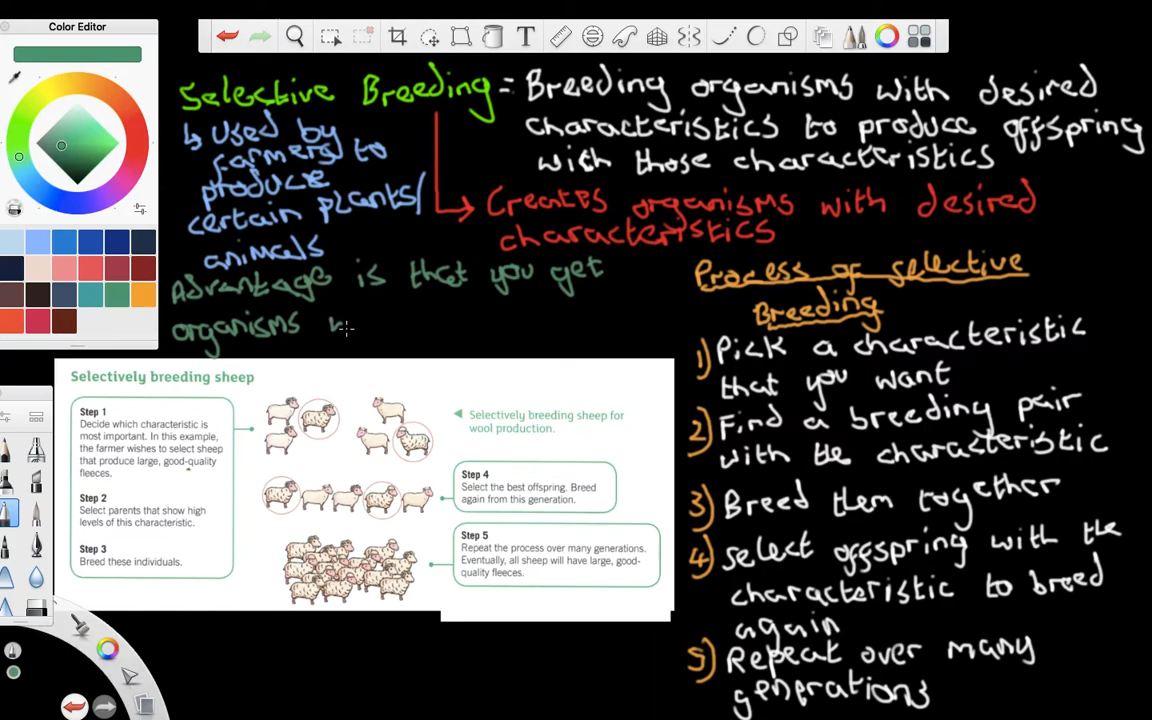 Color Editor
Selective Breeding = Breeding organisms with desired
characteristics to produce offspring
with those characteristics
↳ Used by
farmers to
produce
certain plants/
animals
Creates organisms with desired
characteristics
Advantage is that you get
organisms
Process of selective
Breeding
1) Pick a characteristic
that you want
2) Find a breeding pair
with the characteristic
3) Breed them together
4) Select offspring with the
characteristic to breed
again
5) Repeat over many
generations
Selectively breeding sheep
Step 1
Decide which characteristic is
most important. In this example,
the farmer wishes to select sheep
that produce large, good-quality
fleeces.
Step 2
Select parents that show high
levels of this characteristic.
Step 3
Breed these individuals.
Selectively breeding sheep for
wool production.
Step 4
Select the best offspring. Breed
again from this generation.
Step 5
Repeat the process over many generations.
Eventually, all sheep will have large, good-
quality fleeces.